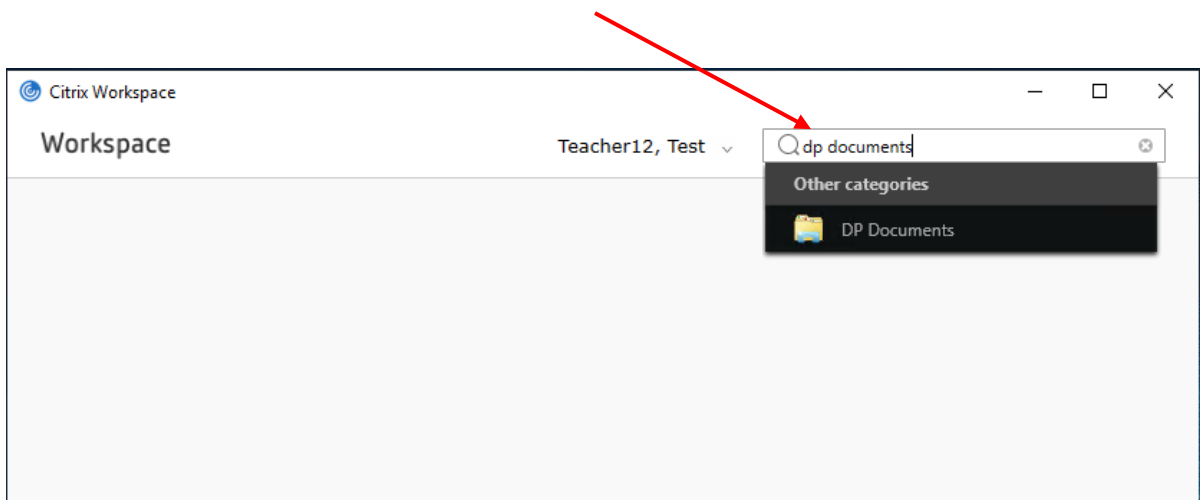 Citrix Workspace
Workspace
Teacher12, Test
dp documents
Other categories
DP Documents